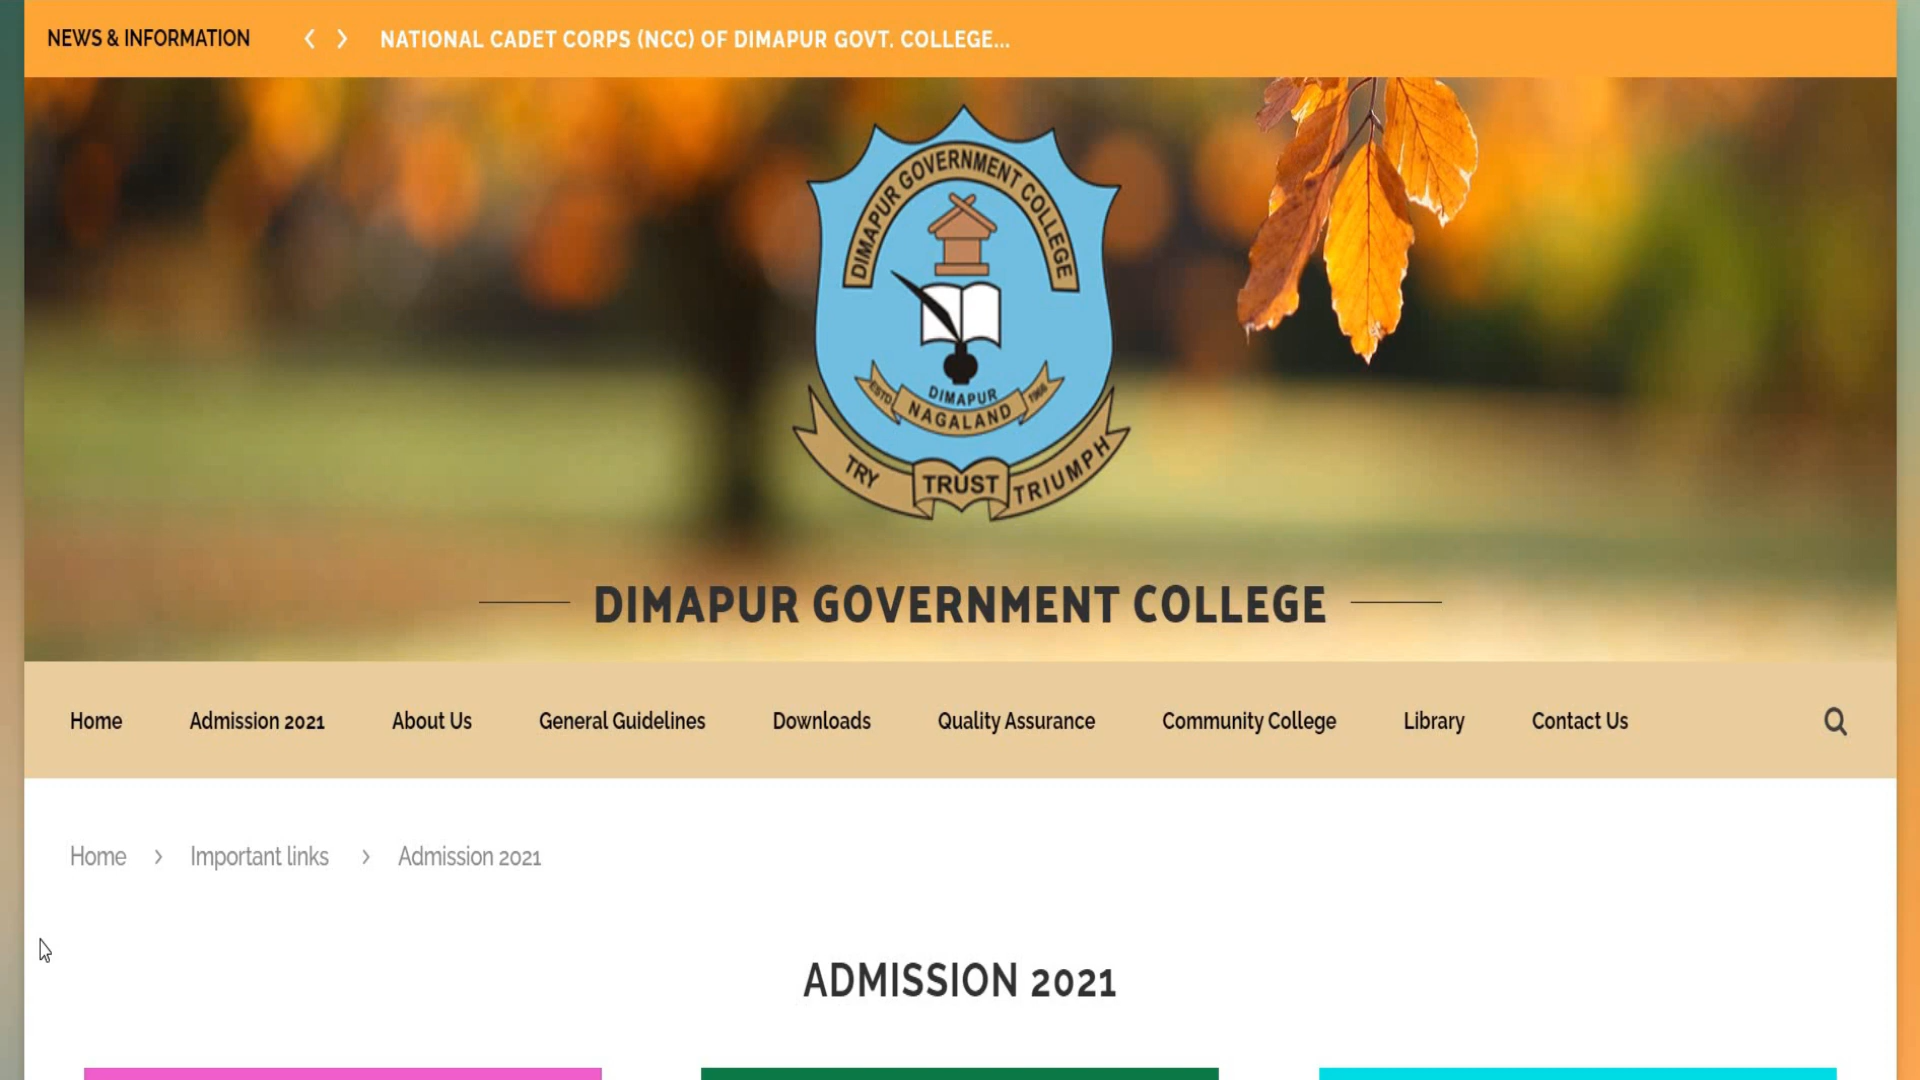 NEWS & INFORMATION
NATIONAL CADET CORPS (NCC) OF DIMAPUR GOVT. COLLEGE...
DIMAPUR GOVERNMENT COLLEGE
DIMAPUR
ESTD NAGALAND 1966
TRY TRUST TRIUMPH
DIMAPUR GOVERNMENT COLLEGE
Home Admission 2021 About Us General Guidelines Downloads Quality Assurance Community College Library Contact Us
Home > Important links > Admission 2021
ADMISSION 2021